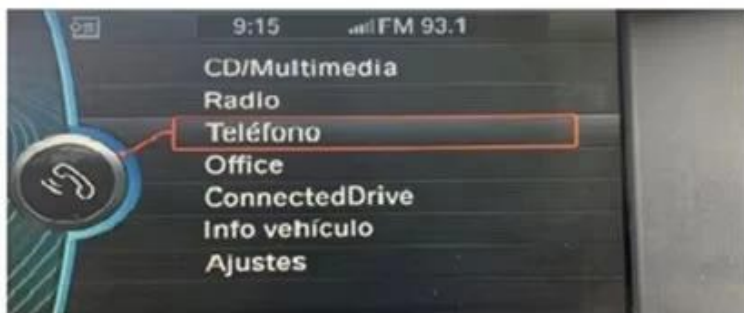 9:15 FM 93.1
CD/Multimedia
Radio
Teléfono
Office
ConnectedDrive
Info vehículo
Ajustes